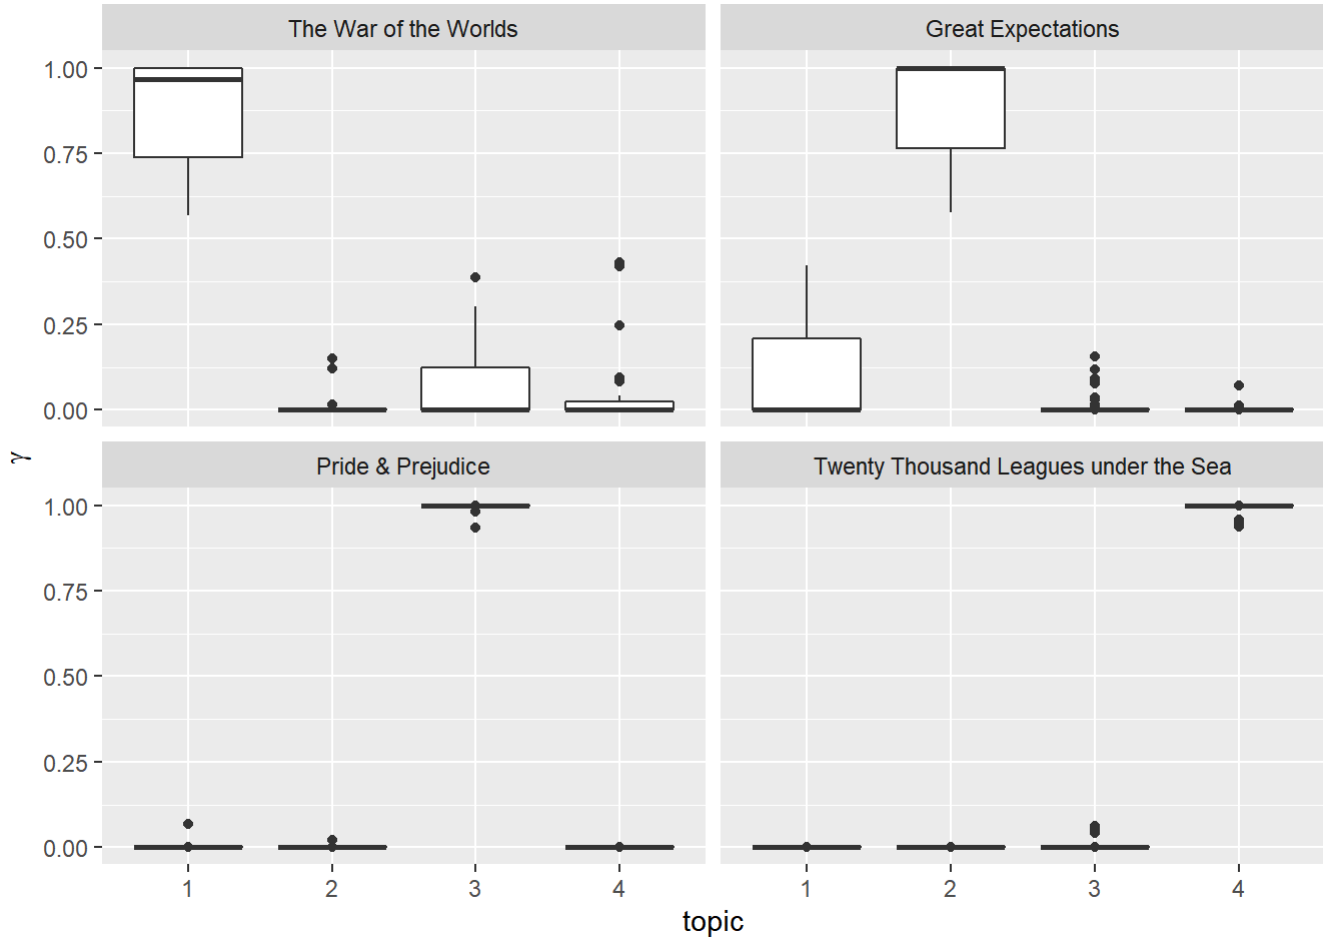 The War of the Worlds
Great Expectations
1.00
0.75
0.50
0.25
0.00
γ
Pride & Prejudice
Twenty Thousand Leagues under the Sea
1.00
0.75
0.50
0.25
0.00
1 2 3 4
1 2 3 4
topic